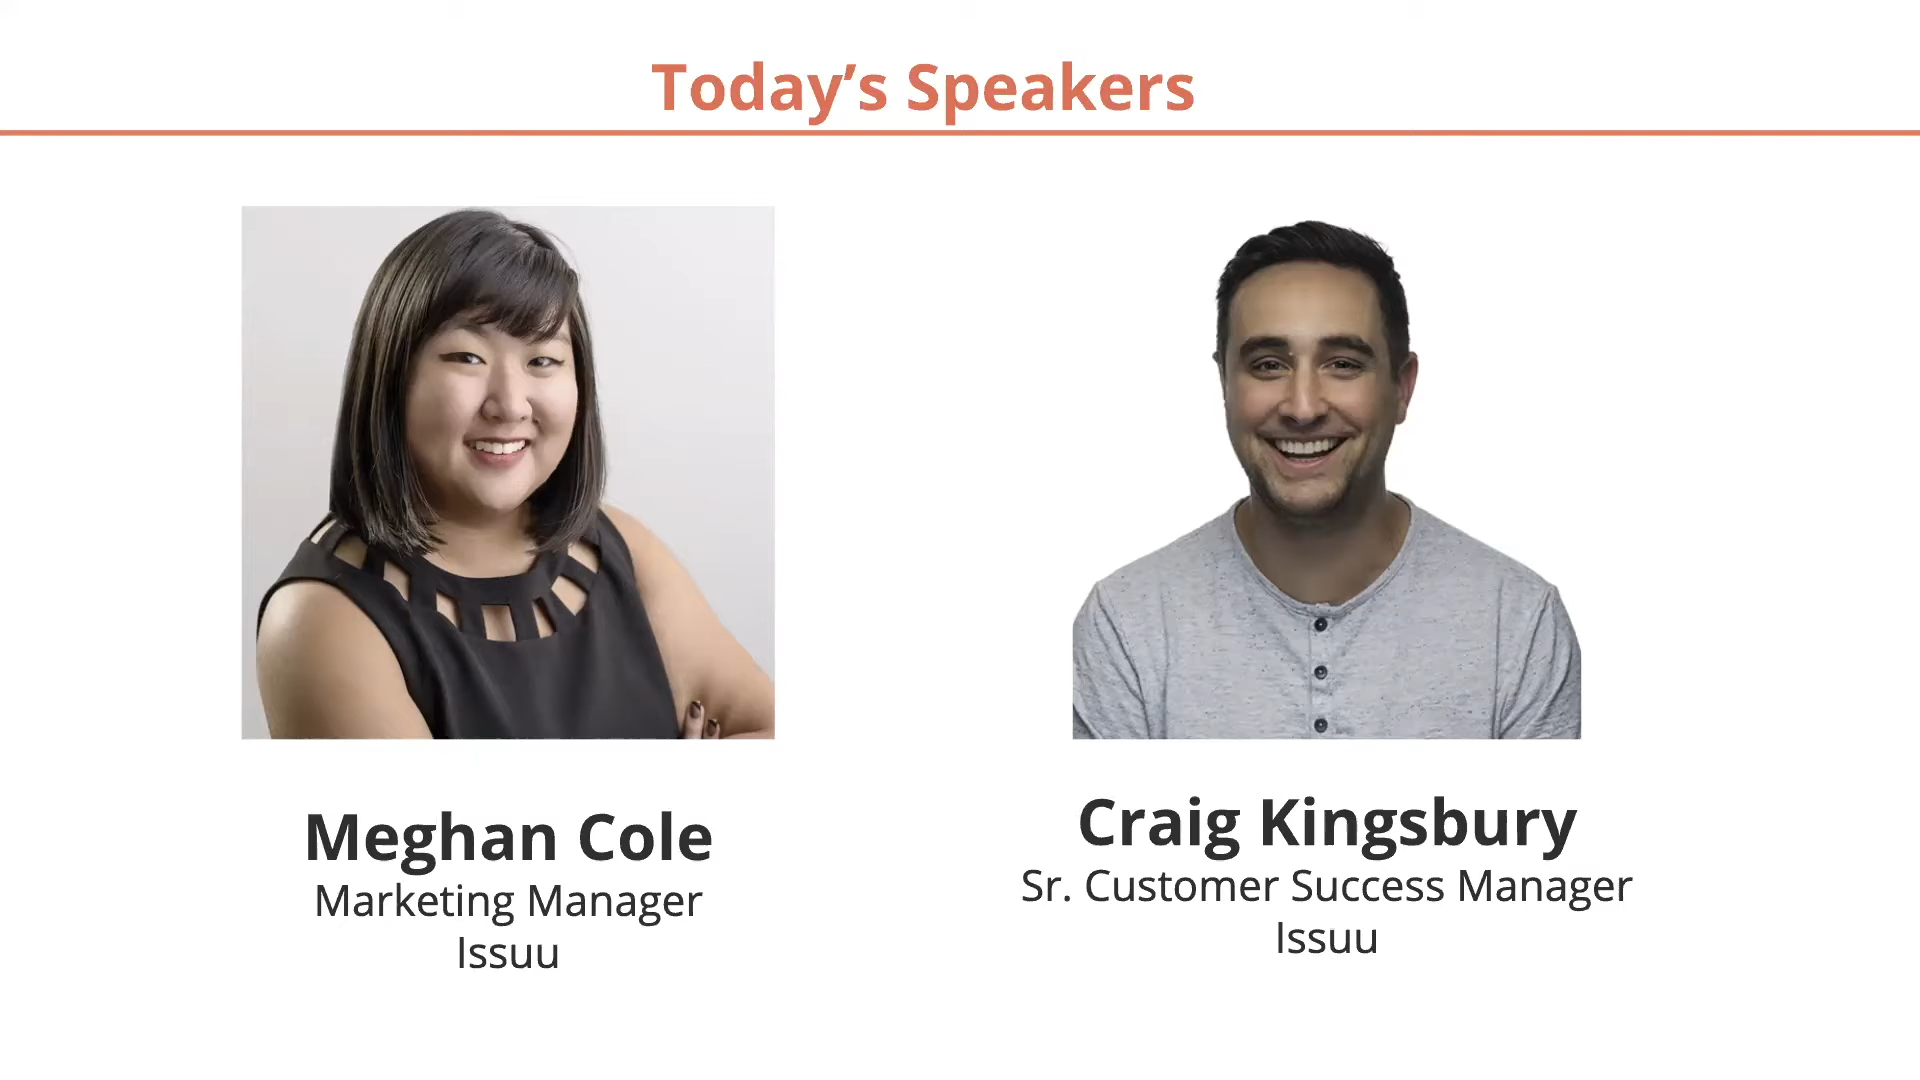 Today’s Speakers
Meghan Cole
Marketing Manager
Issuu
Craig Kingsbury
Sr. Customer Success Manager
Issuu